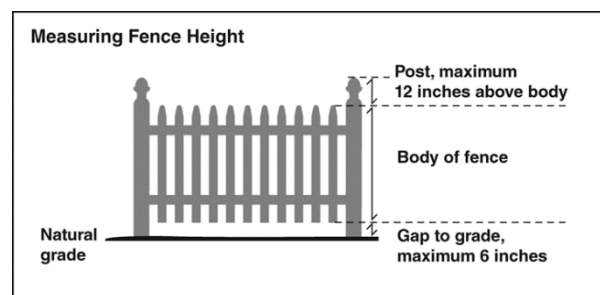 Measuring Fence Height
Post, maximum
12 inches above body
Body of fence
Natural
grade
Gap to grade,
maximum 6 inches